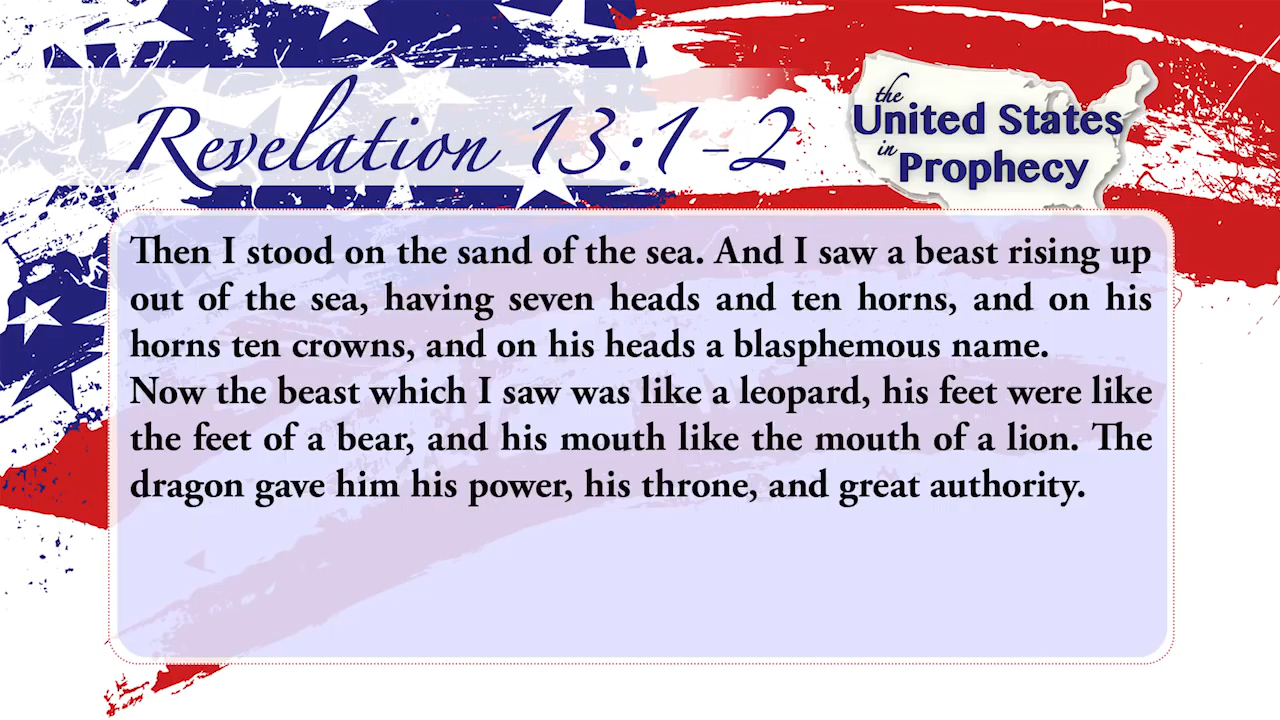 Revelation 13:1-2
the
United States
in
Prophecy
Then I stood on the sand of the sea. And I saw a beast rising up
out of the sea, having seven heads and ten horns, and on his
horns ten crowns, and on his heads a blasphemous name.
Now the beast which I saw was like a leopard, his feet were like
the feet of a bear, and his mouth like the mouth of a lion. The
dragon gave him his power, his throne, and great authority.